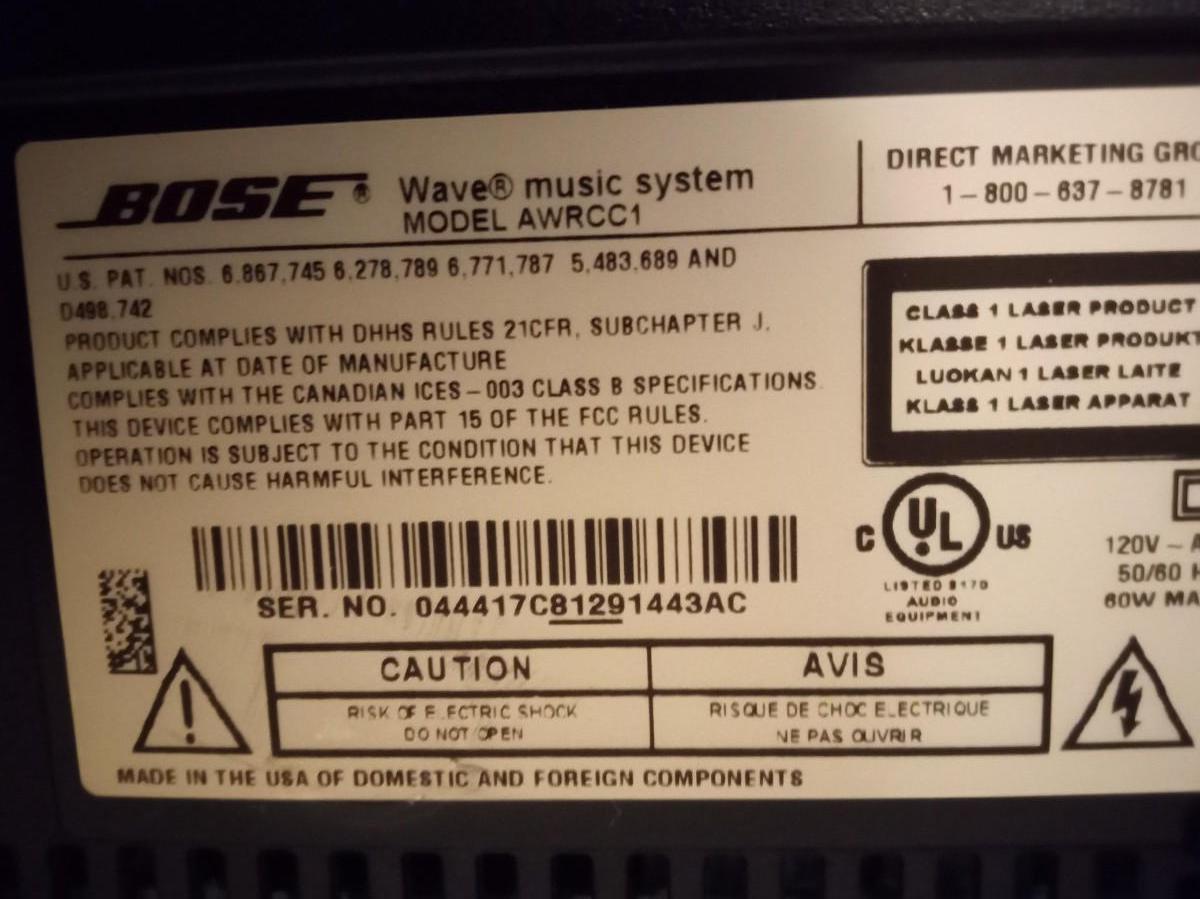 BOSE® Wave® music system
MODEL AWRCC1
DIRECT MARKETING GRO
1-800-637-8781
U.S. PAT. NOS. 6,867,745 6,278,789 6,771,787 5,483,689 AND
D498,742
PRODUCT COMPLIES WITH DHHS RULES 21CFR, SUBCHAPTER J.
APPLICABLE AT DATE OF MANUFACTURE
COMPLIES WITH THE CANADIAN ICES-003 CLASS B SPECIFICATIONS.
THIS DEVICE COMPLIES WITH PART 15 OF THE FCC RULES.
OPERATION IS SUBJECT TO THE CONDITION THAT THIS DEVICE
DOES NOT CAUSE HARMFUL INTERFERENCE.
CLASS 1 LASER PRODUCT
KLASSE 1 LASER PRODUKT
LUOKAN 1 LASER LAITE
KLASS 1 LASER APPARAT
SER. NO. 044417C81291443AC
C UL US
LISTED 9170
AUDIO
EQUIPMENT
120V ~ A
50/60 H
60W MA
CAUTION
RISK OF ELECTRIC SHOCK
DO NOT OPEN
AVIS
RISQUE DE CHOC ELECTRIQUE
NE PAS OUVRIR
MADE IN THE USA OF DOMESTIC AND FOREIGN COMPONENTS